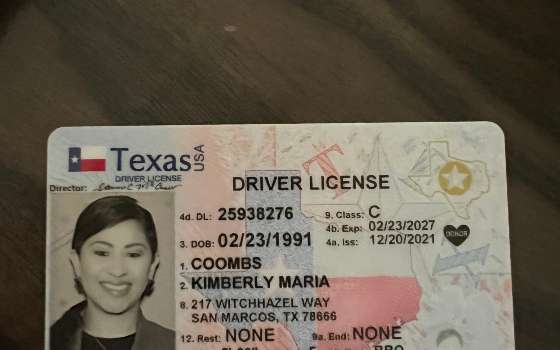 Texas USA
DRIVER LICENSE
Director:
DRIVER LICENSE
4d. DL: 25938276 9. Class: C
4b. Exp: 02/23/2027
3. DOB: 02/23/1991 4a. Iss: 12/20/2021
DONOR
1. COOMBS
2. KIMBERLY MARIA
8. 217 WITCHHAZEL WAY
SAN MARCOS, TX 78666
12. Rest: NONE 9a. End: NONE